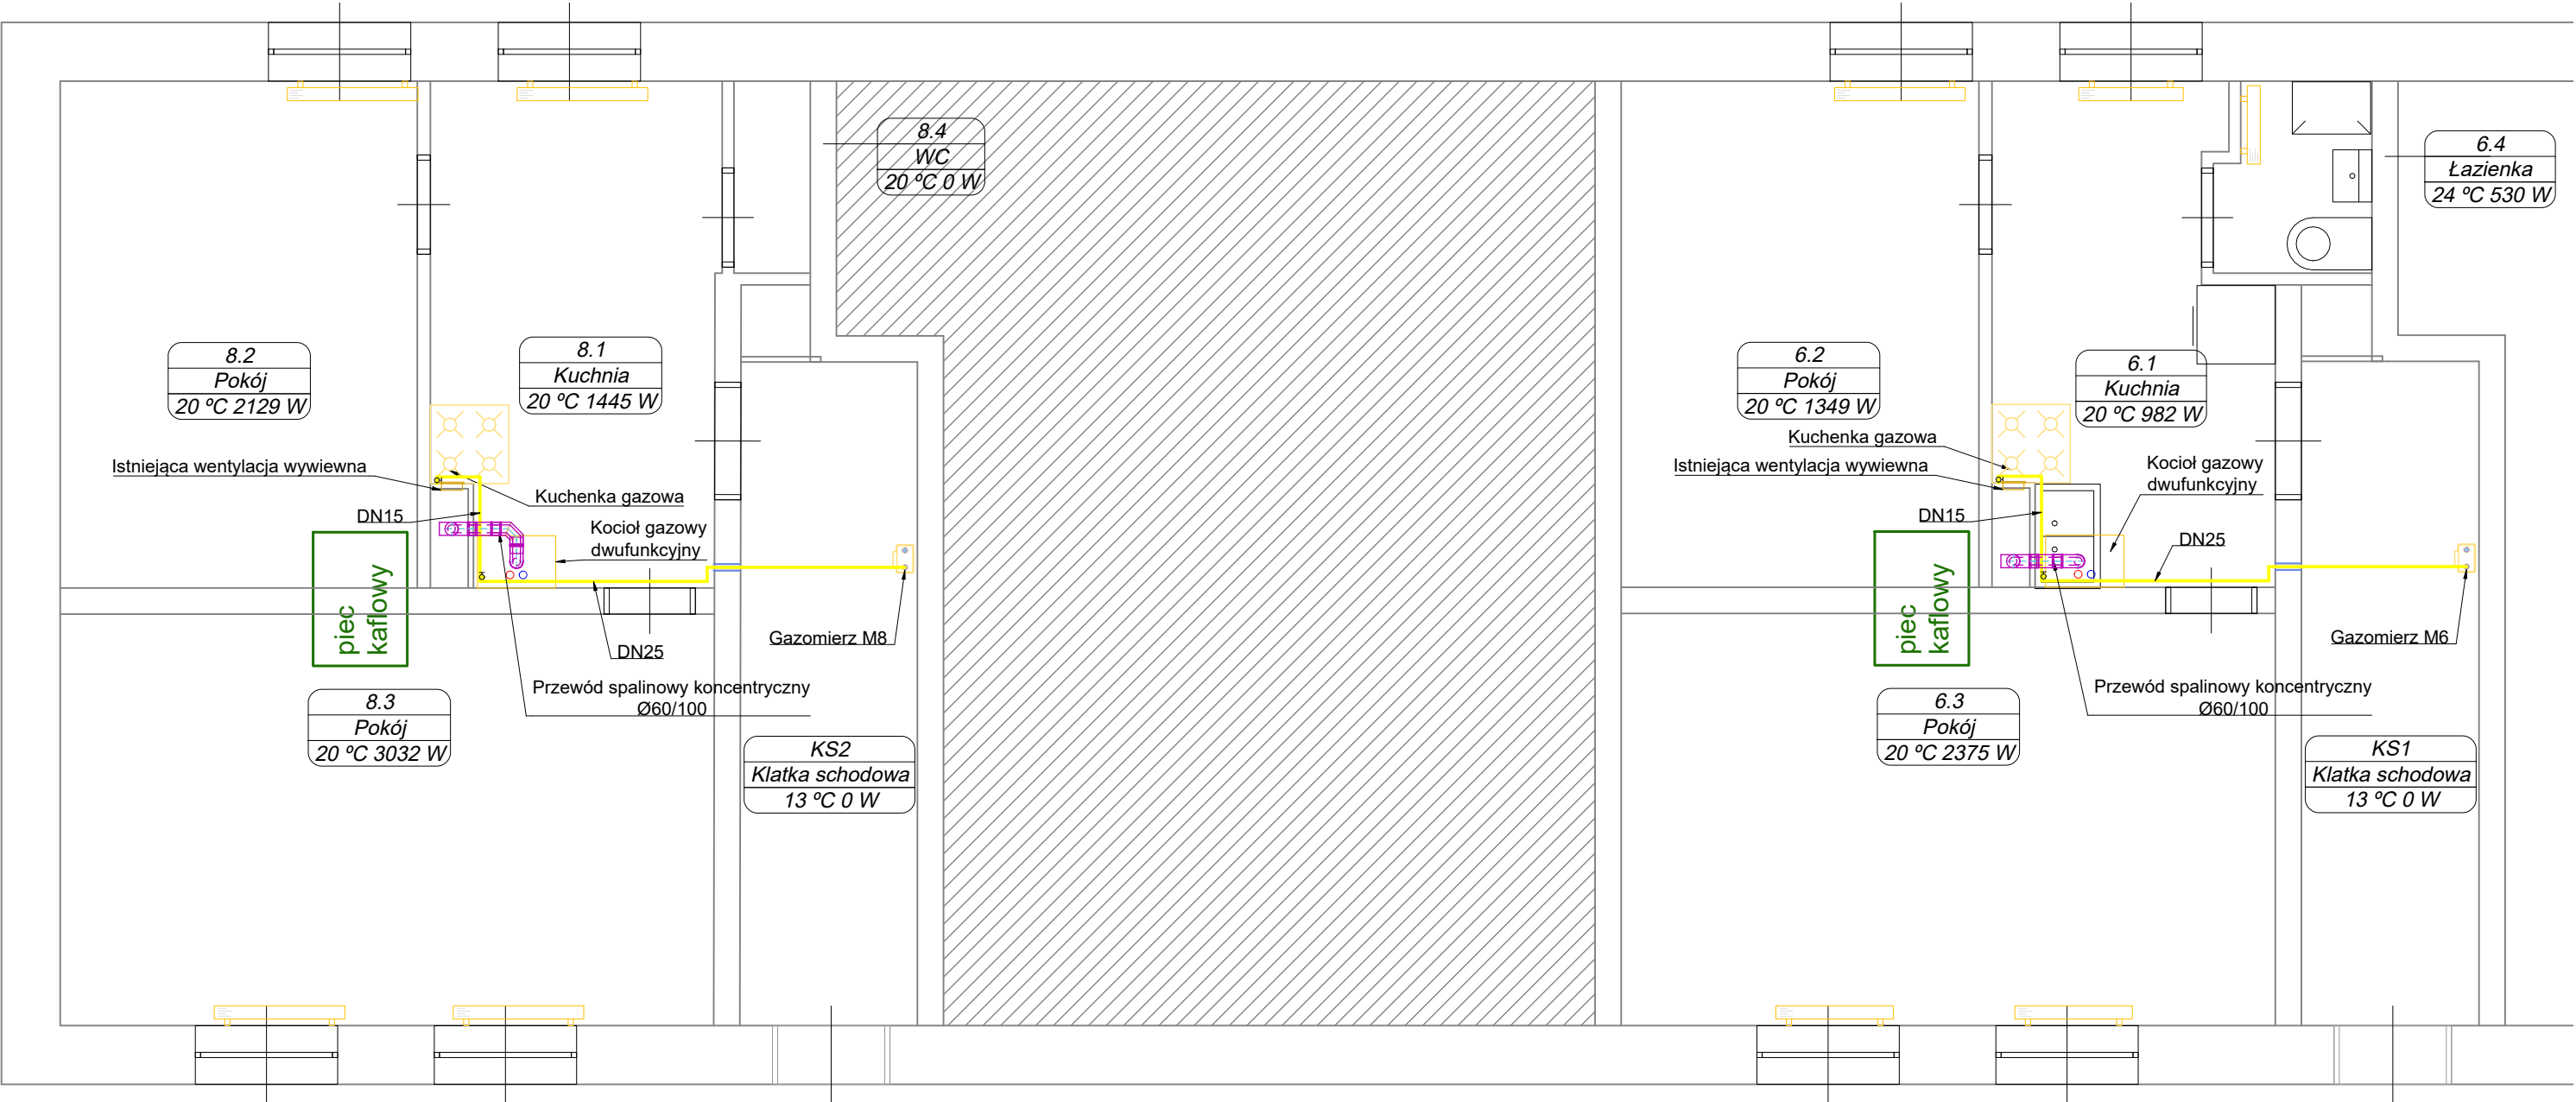 8.4
WC
20 ºC 0 W
6.4
Łazienka
24 ºC 530 W
8.2
Pokój
20 ºC 2129 W
8.1
Kuchnia
20 ºC 1445 W
Istniejąca wentylacja wywiewna
Kuchenka gazowa
DN15
Kocioł gazowy
dwufunkcyjny
piec
kaflowy
Gazomierz M8
DN25
Przewód spalinowy koncentryczny
Ø60/100
8.3
Pokój
20 ºC 3032 W
KS2
Klatka schodowa
13 ºC 0 W
6.2
Pokój
20 ºC 1349 W
6.1
Kuchnia
20 ºC 982 W
Kuchenka gazowa
Istniejąca wentylacja wywiewna
Kocioł gazowy
dwufunkcyjny
DN15
DN25
piec
kaflowy
Gazomierz M6
Przewód spalinowy koncentryczny
Ø60/100
6.3
Pokój
20 ºC 2375 W
KS1
Klatka schodowa
13 ºC 0 W